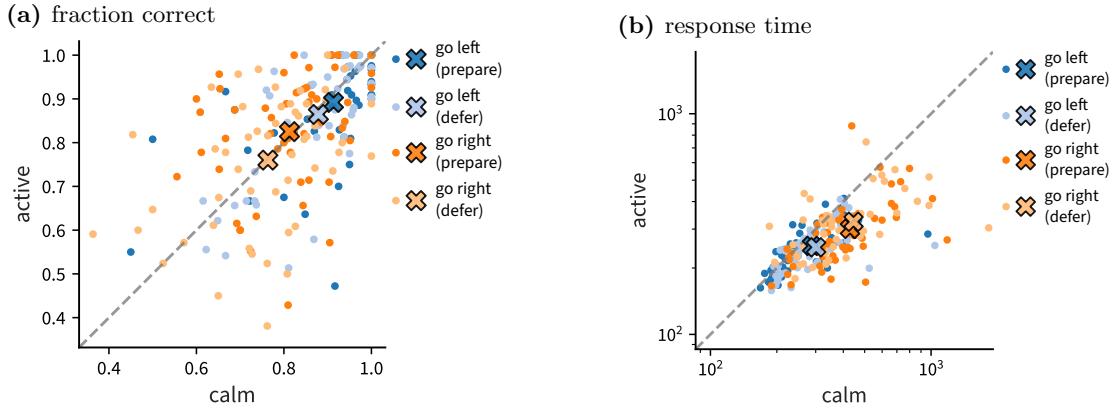 (a) fraction correct
1.0
0.9
0.8
0.7
0.6
0.5
0.4
active
0.4
0.6
0.8
1.0
calm
go left
(prepare)
go left
(defer)
go right
(prepare)
go right
(defer)
(b) response time
10³
10²
active
10²
10³
calm
go left
(prepare)
go left
(defer)
go right
(prepare)
go right
(defer)